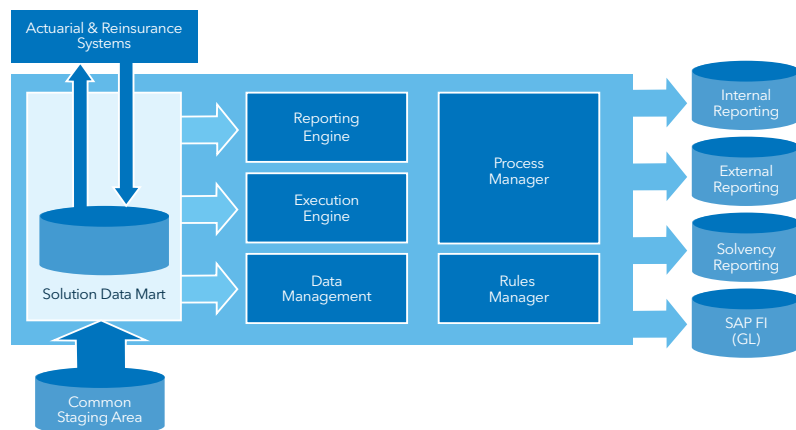 Actuarial & Reinsurance
Systems
Solution Data Mart
Common
Staging Area
Reporting
Engine
Execution
Engine
Data
Management
Process
Manager
Rules
Manager
Internal
Reporting
External
Reporting
Solvency
Reporting
SAP FI
(GL)